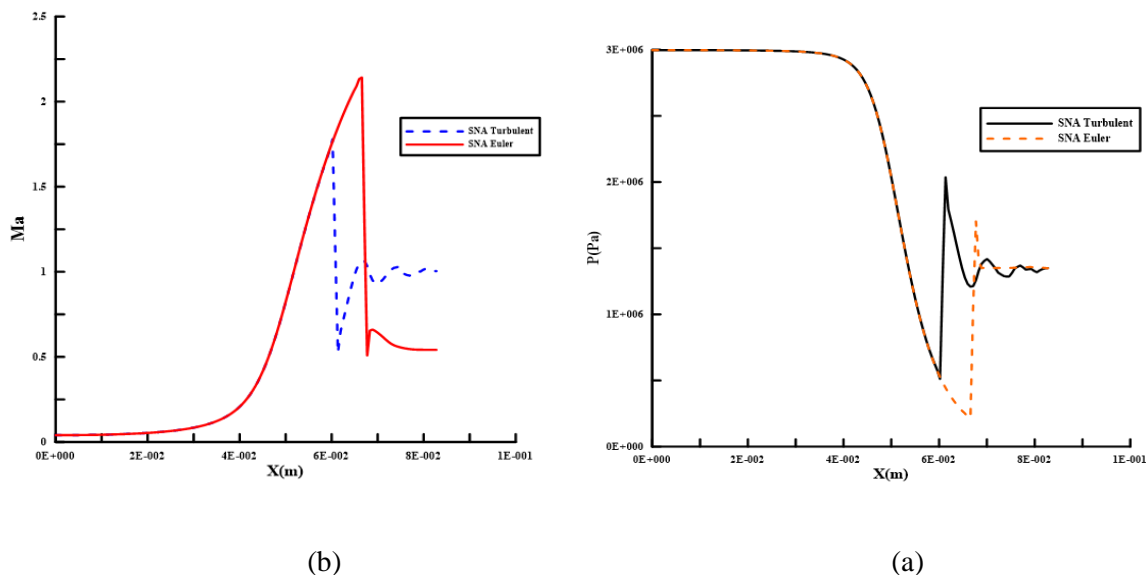 2.5
2
1.5
1
0.5
0
Ma
SNA Turbulent
SNA Euler
0E+000 2E-002 4E-002 6E-002 8E-002 1E-001
X(m)
(b)
3E+006
2E+006
1E+006
0E+000
P(Pa)
SNA Turbulent
SNA Euler
0E+000 2E-002 4E-002 6E-002 8E-002 1E-001
X(m)
(a)